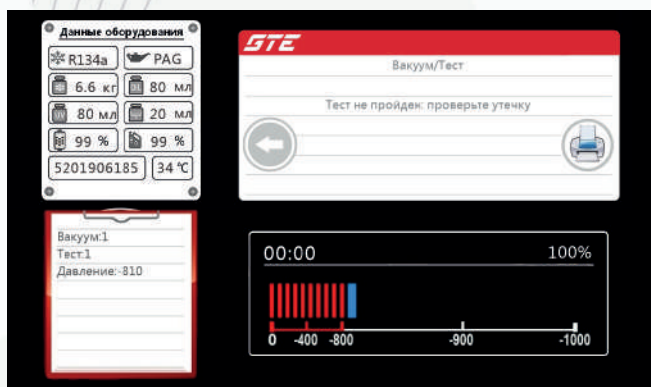 Данные оборудования
R134a PAG
6.6 кг 80 мл
80 мл 20 мл
99 % 99 %
5201906185 34 °C
GTE
Вакуум/Тест
Тест не пройден: проверьте утечку
Вакуум:1
Тест:1
Давление:-810
00:00 100%
0 -400 -800 -900 -1000